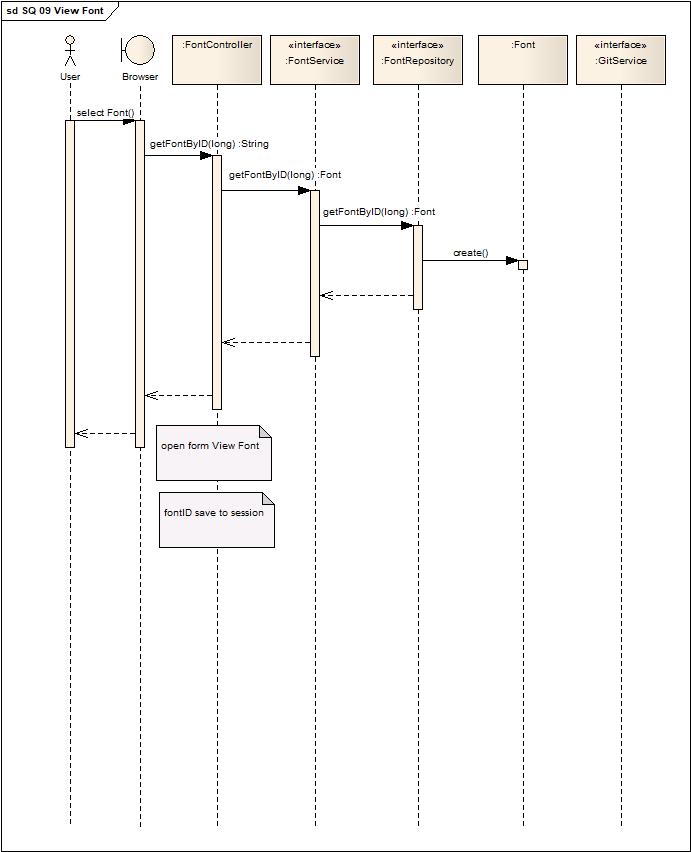 sd SQ 09 View Font
User
Browser
:FontController
«interface»
:FontService
«interface»
:FontRepository
:Font
«interface»
:GitService
select Font()
getFontByID(long) :String
getFontByID(long) :Font
getFontByID(long) :Font
create()
open form View Font
fontID save to session